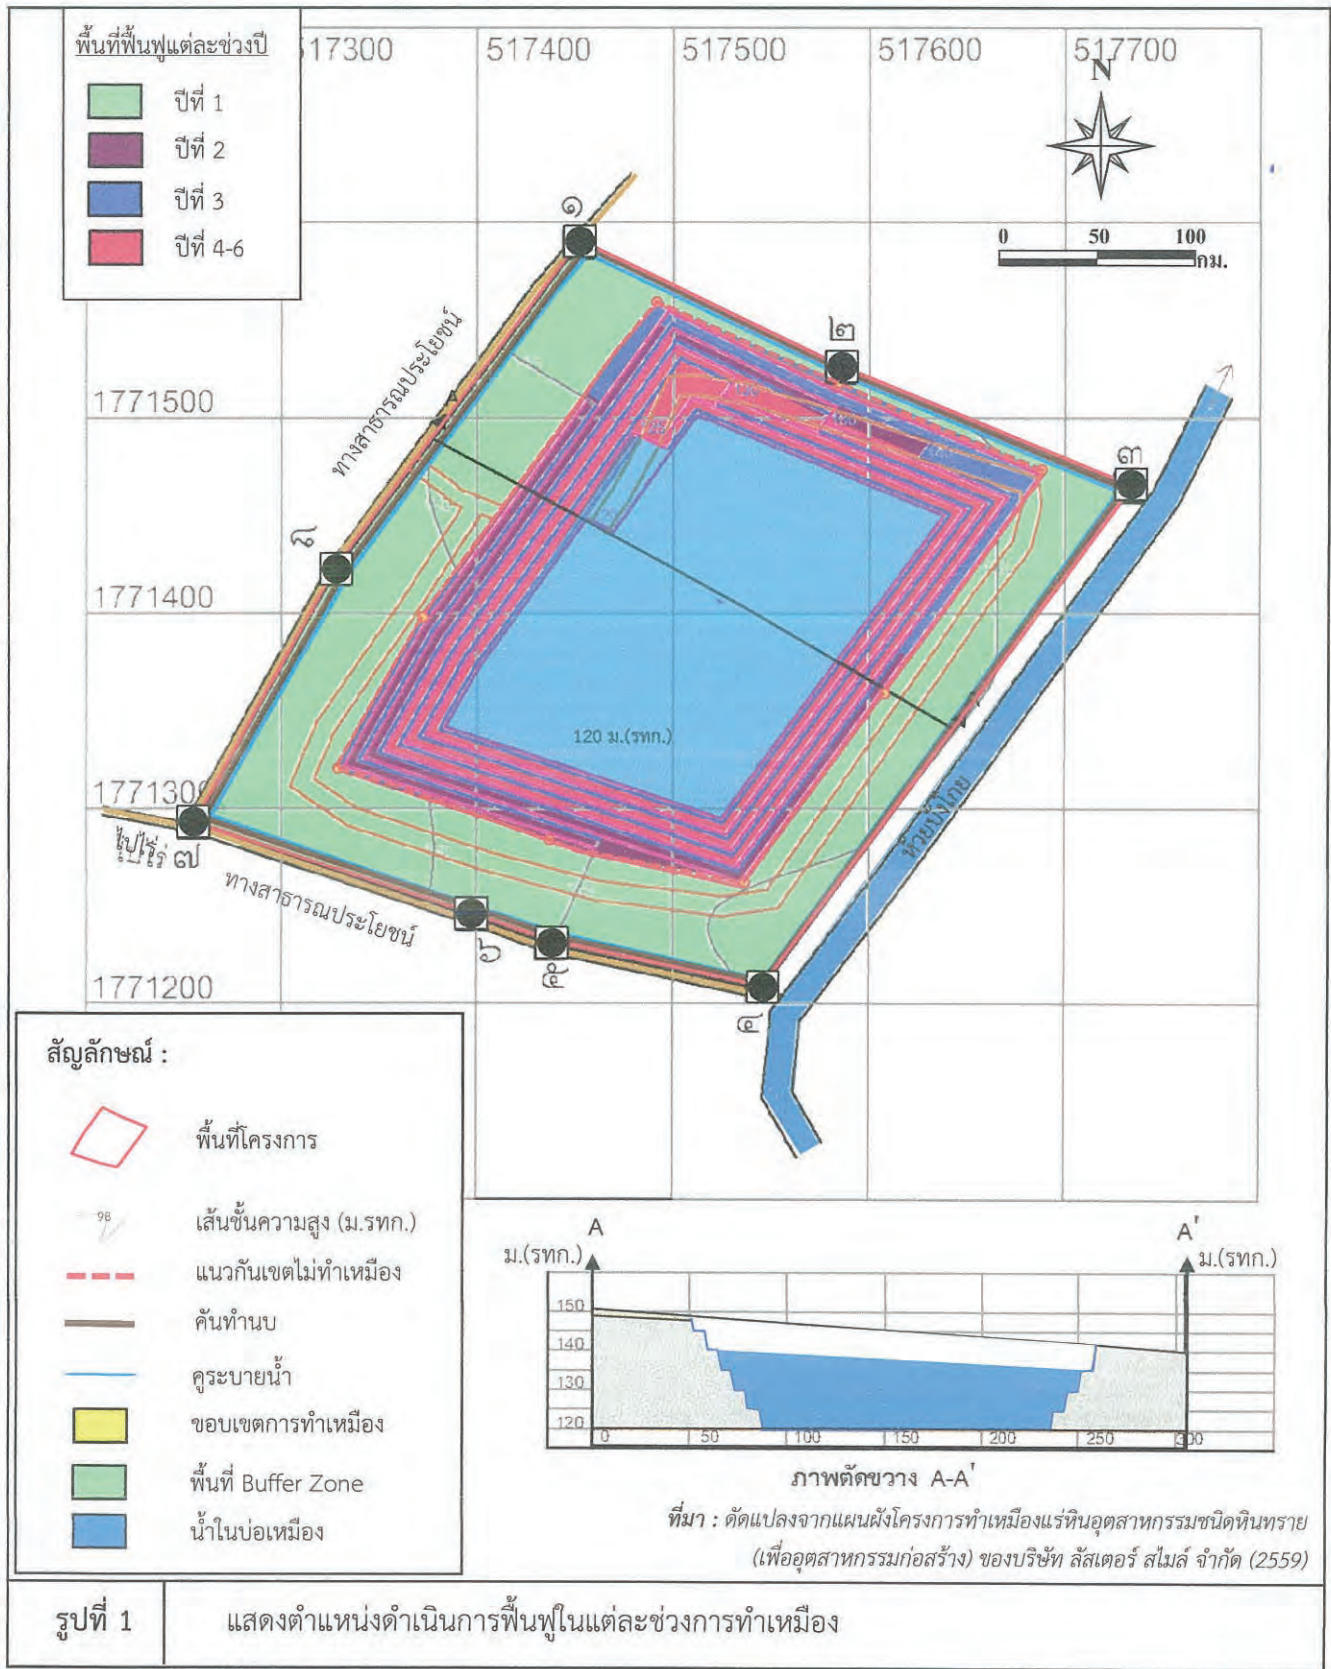 พื้นที่ฟื้นฟูแต่ละช่วงปี
ปีที่ 1
ปีที่ 2
ปีที่ 3
ปีที่ 4-6
517300
517400
517500
517600
517700
N
0 50 100
กม.
๑
๒
๓
๔
๕
๖
๗
ทางสาธารณประโยชน์
A
1771500
1771400
1771300
1771200
120 ม.(รทก.)
ห้วยบั้งโกย
ไปไร่
ทางสาธารณประโยชน์
สัญลักษณ์ :
พื้นที่โครงการ
98
เส้นชั้นความสูง (ม.รทก.)
แนวกันเขตไม่ทำเหมือง
คันทำนบ
คูระบายน้ำ
ขอบเขตการทำเหมือง
พื้นที่ Buffer Zone
น้ำในบ่อเหมือง
A
A'
ม.(รทก.)
ม.(รทก.)
150
140
130
120
0 50 100 150 200 250 300
ภาพตัดขวาง A-A'
ที่มา : ดัดแปลงจากแผนผังโครงการทำเหมืองแร่หินอุตสาหกรรมชนิดหินทราย
(เพื่ออุตสาหกรรมก่อสร้าง) ของบริษัท ลัสเตอร์ สไมล์ จำกัด (2559)
รูปที่ 1
แสดงตำแหน่งดำเนินการฟื้นฟูในแต่ละช่วงการทำเหมือง